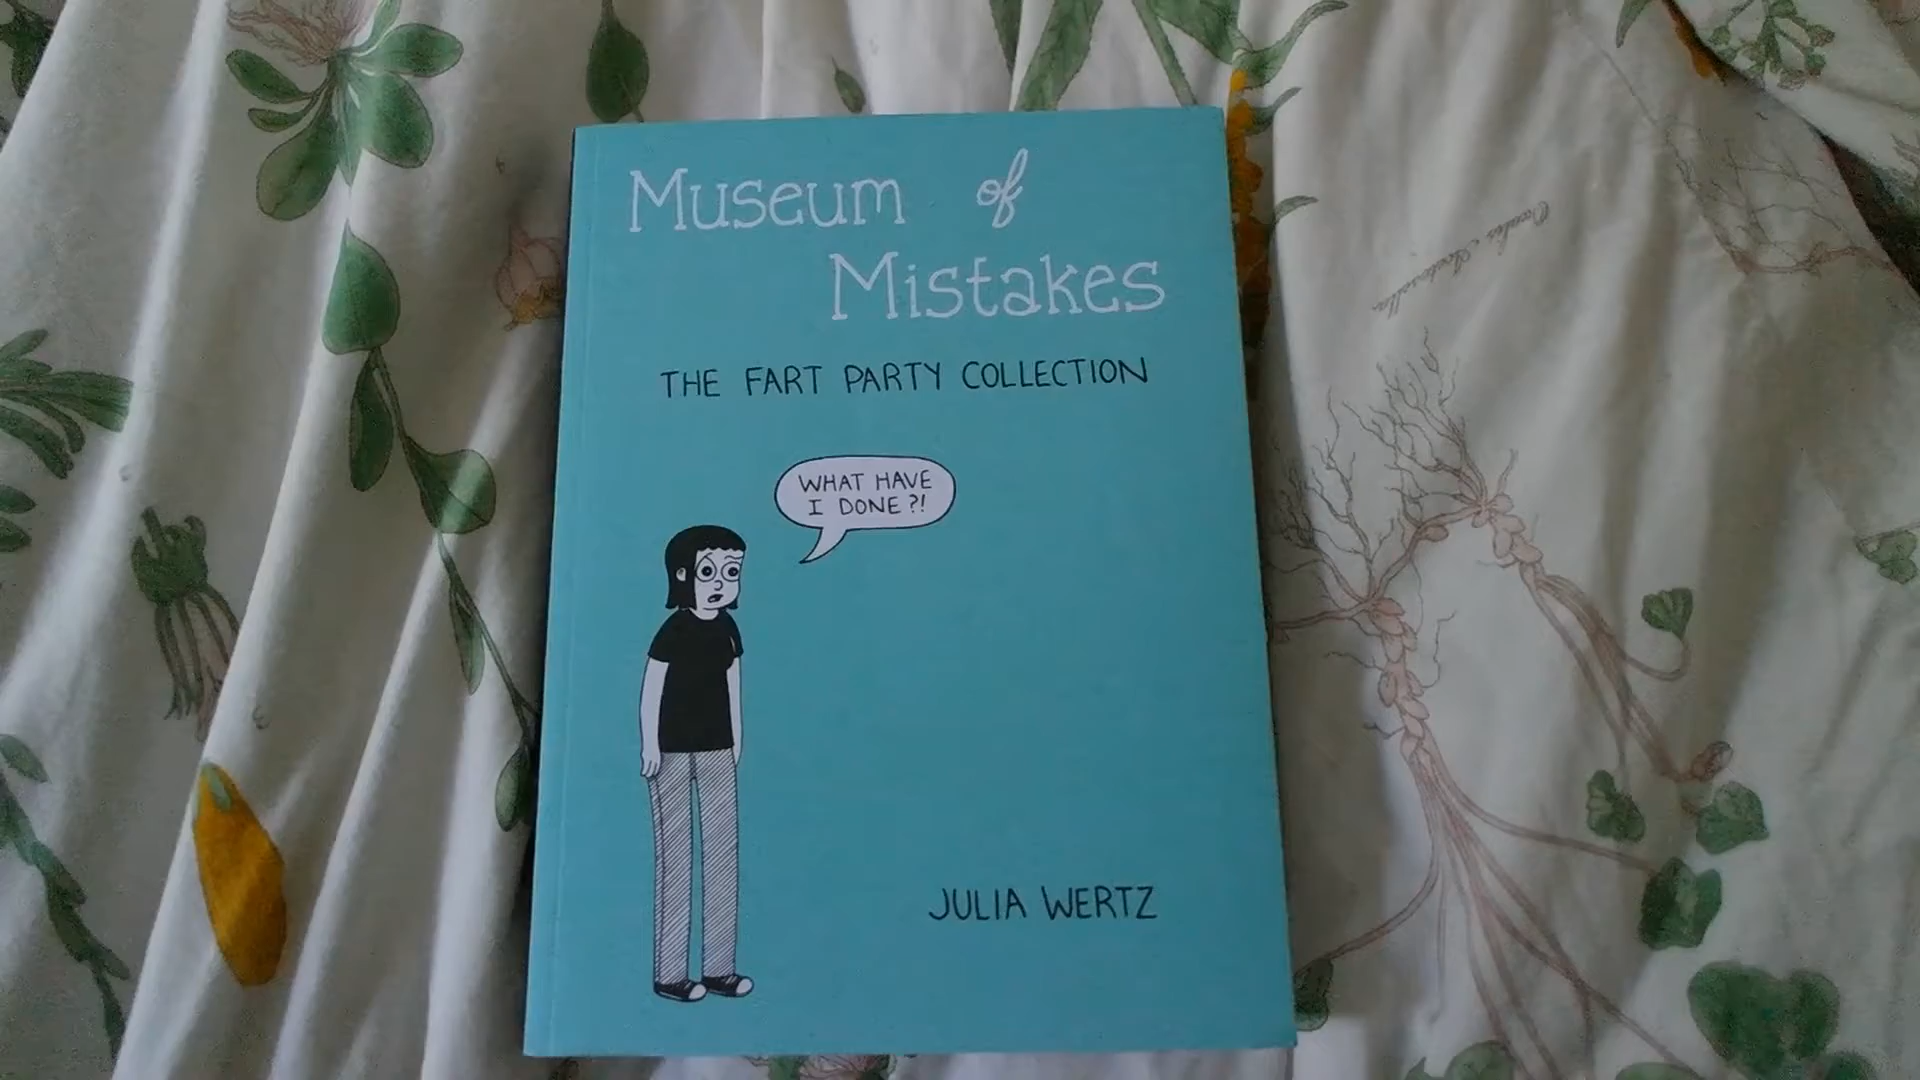 Museum of
Mistakes
THE FART PARTY COLLECTION
WHAT HAVE
I DONE?!
JULIA WERTZ